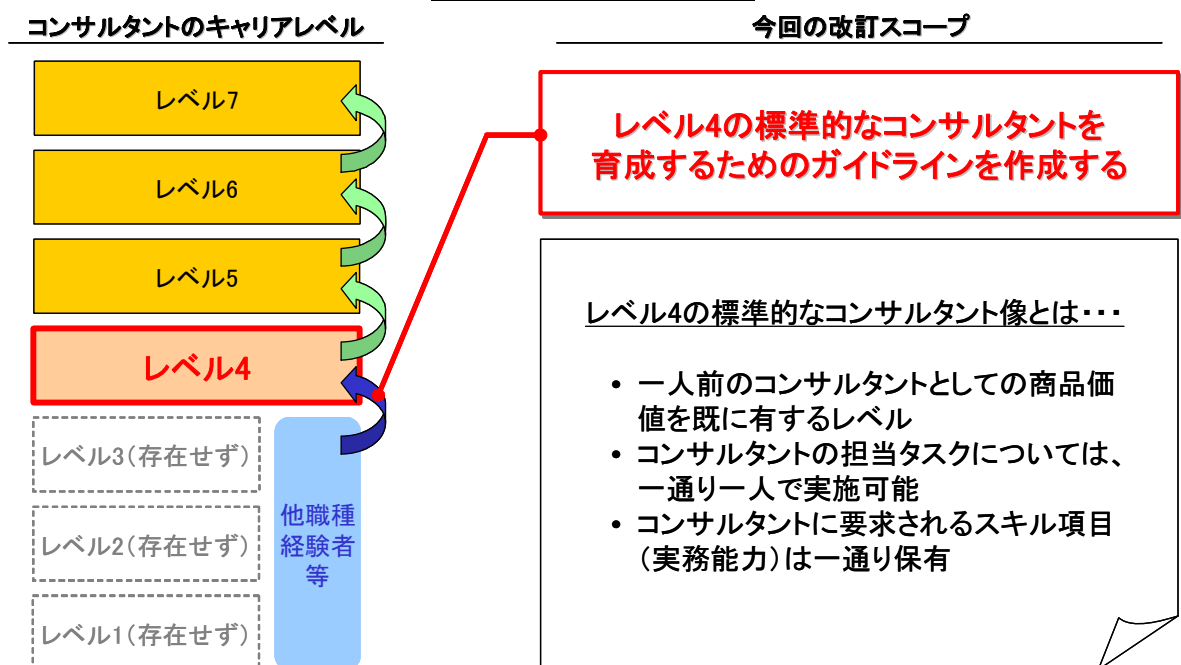 コンサルタントのキャリアレベル
今回の改訂スコープ
レベル7
レベル6
レベル5
レベル4
レベル3(存在せず)
レベル2(存在せず)
レベル1(存在せず)
他職種
経験者
等
レベル4の標準的なコンサルタントを
育成するためのガイドラインを作成する
レベル4の標準的なコンサルタント像とは・・・
• 一人前のコンサルタントとしての商品価
値を既に有するレベル
• コンサルタントの担当タスクについては、
一通り一人で実施可能
• コンサルタントに要求されるスキル項目
(実務能力)は一通り保有